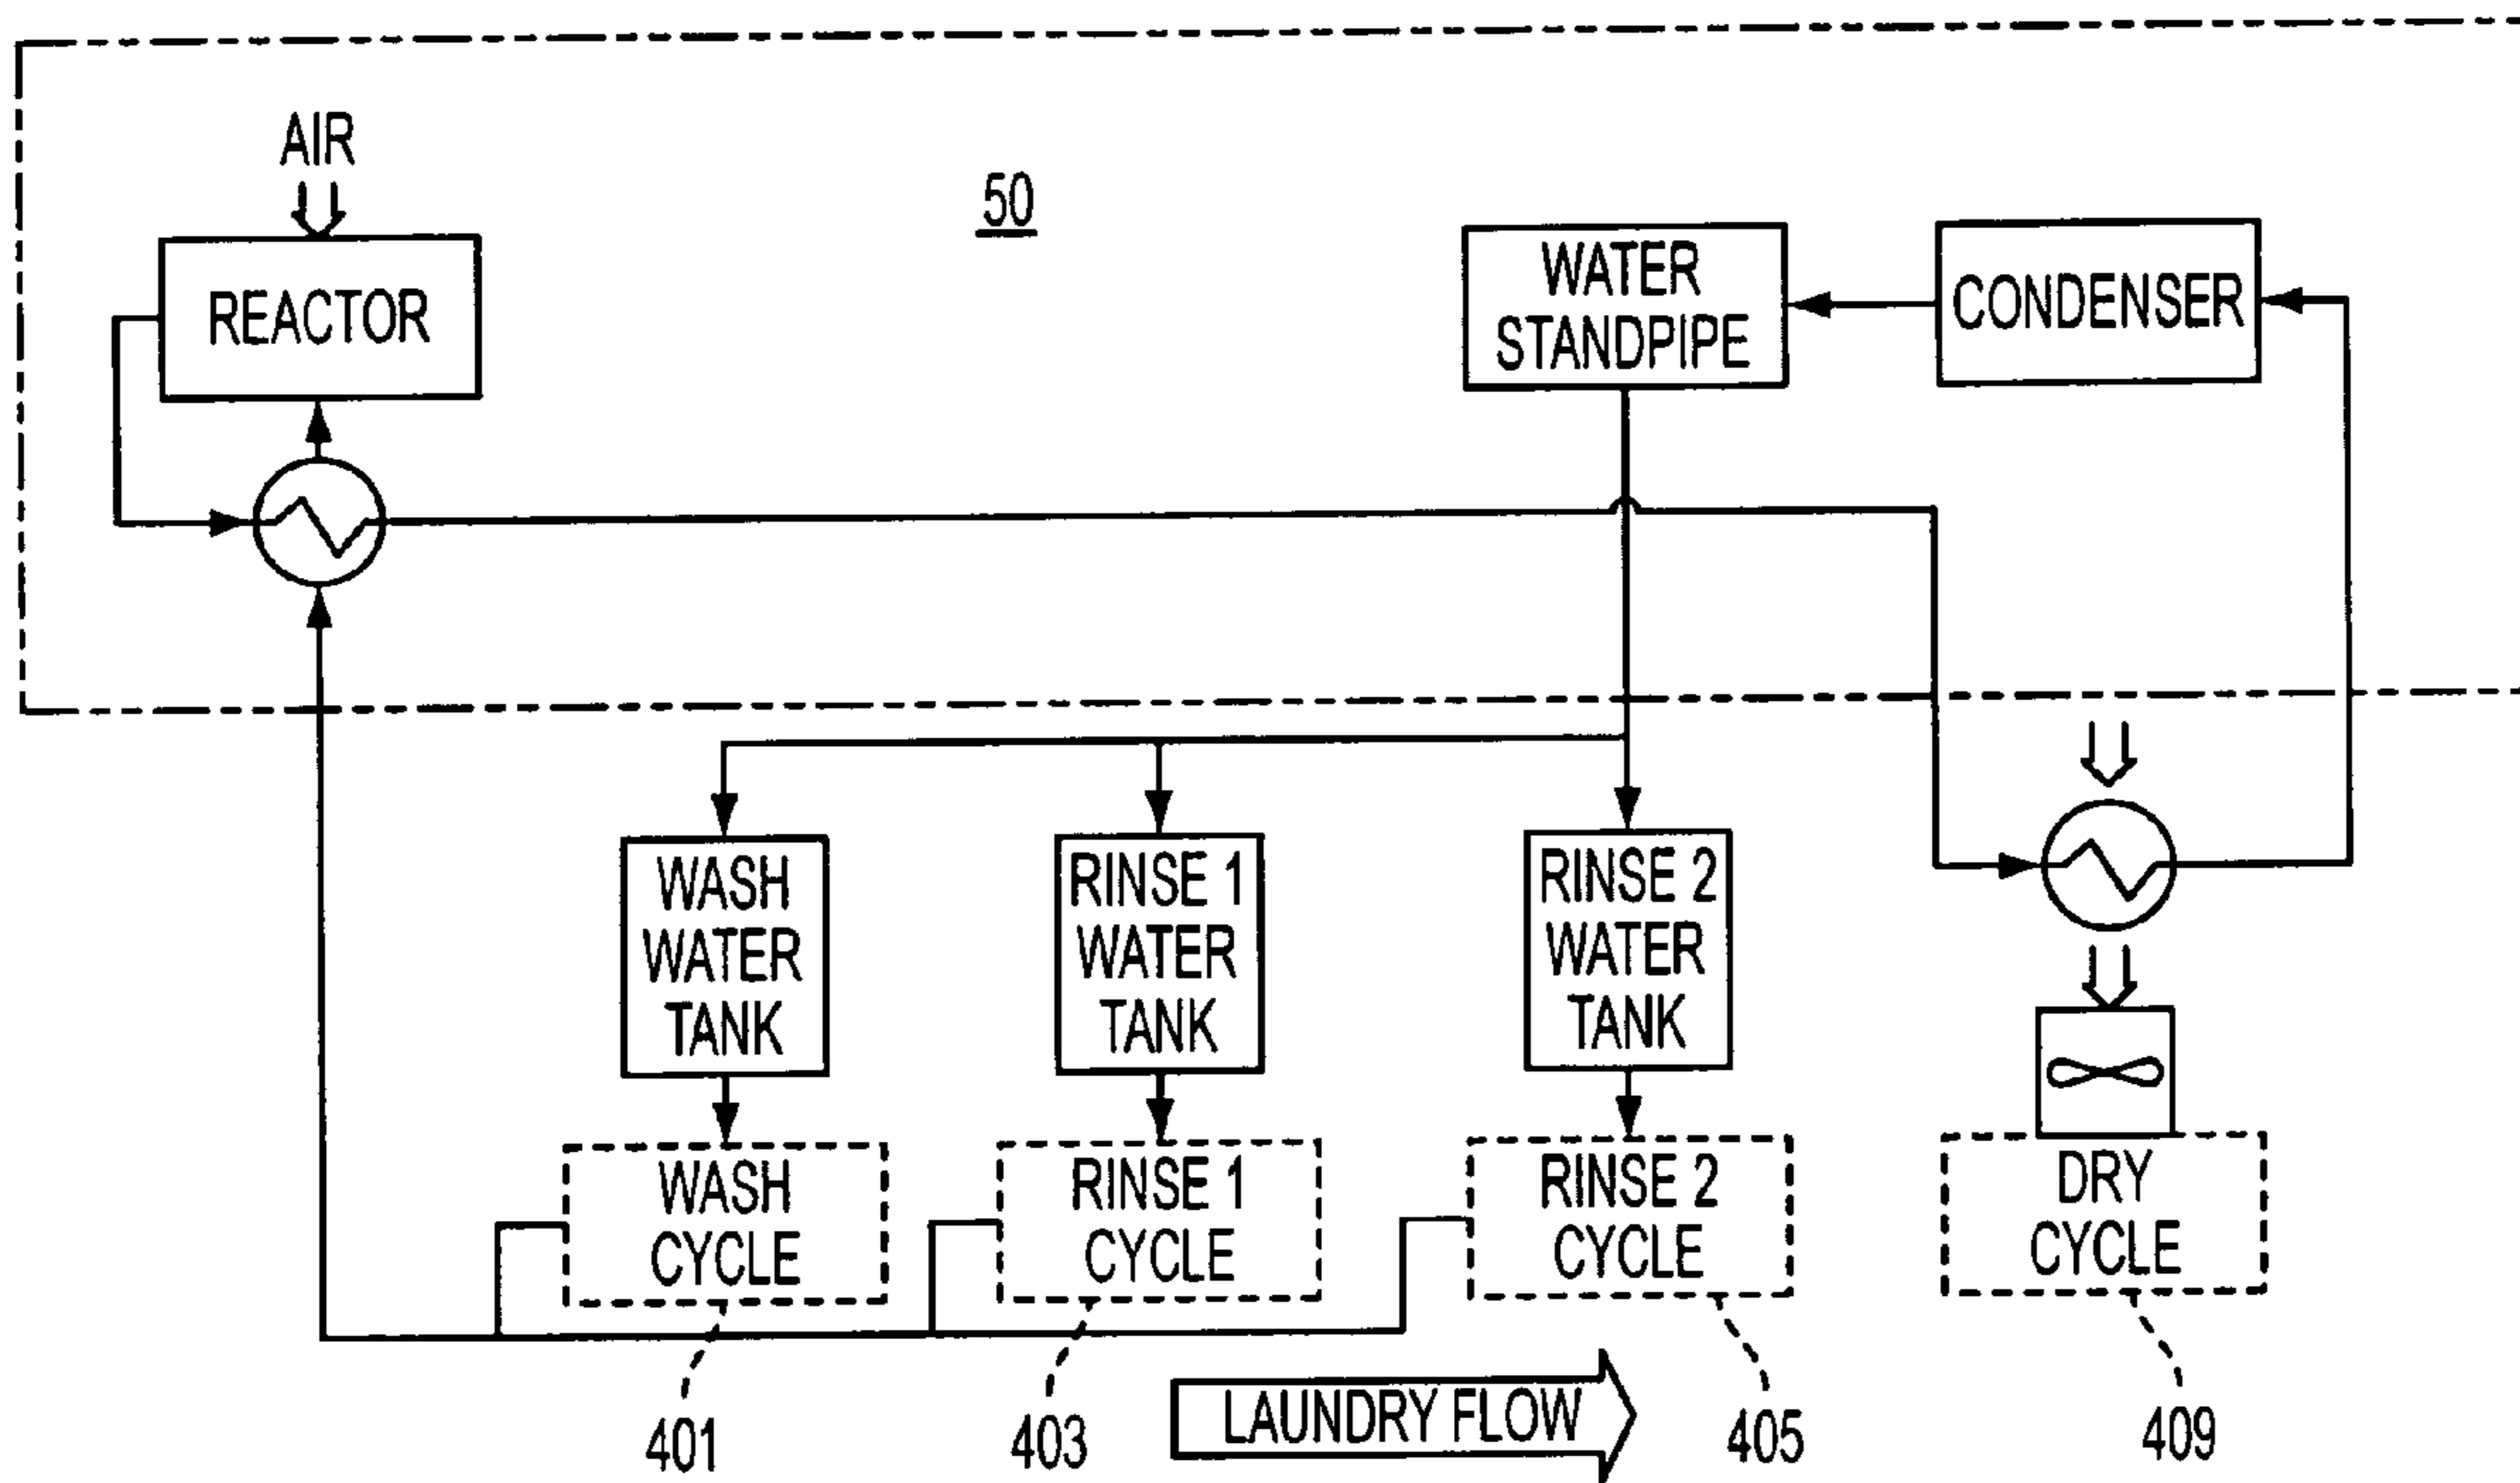 AIR
50
REACTOR
WATER
STANDPIPE
CONDENSER
WASH
WATER
TANK
RINSE 1
WATER
TANK
RINSE 2
WATER
TANK
WASH
CYCLE
RINSE 1
CYCLE
RINSE 2
CYCLE
DRY
CYCLE
LAUNDRY FLOW
401
403
405
409